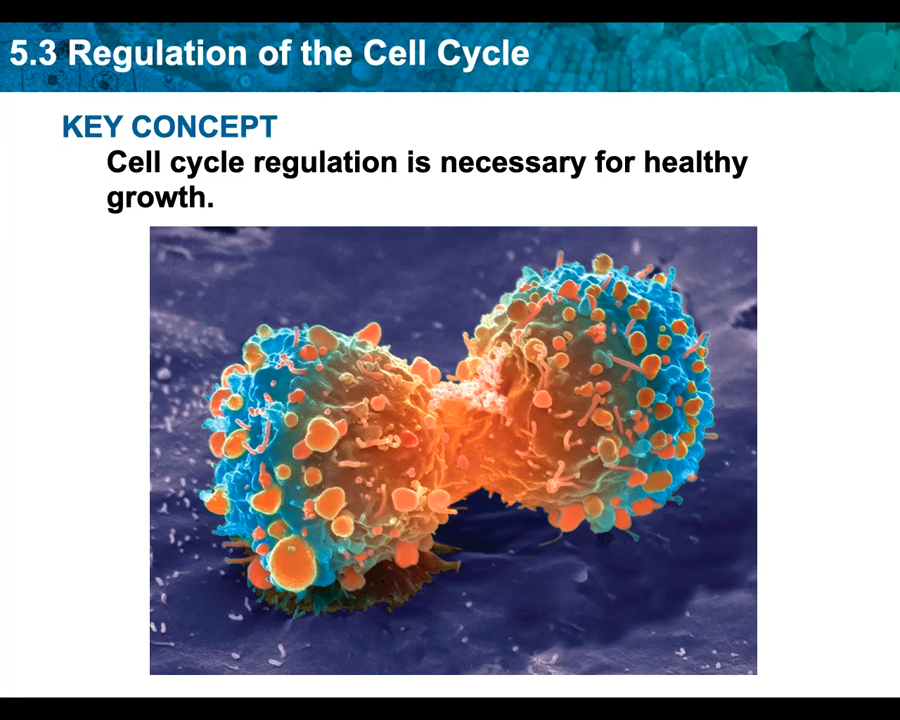 5.3 Regulation of the Cell Cycle
KEY CONCEPT
Cell cycle regulation is necessary for healthy
growth.